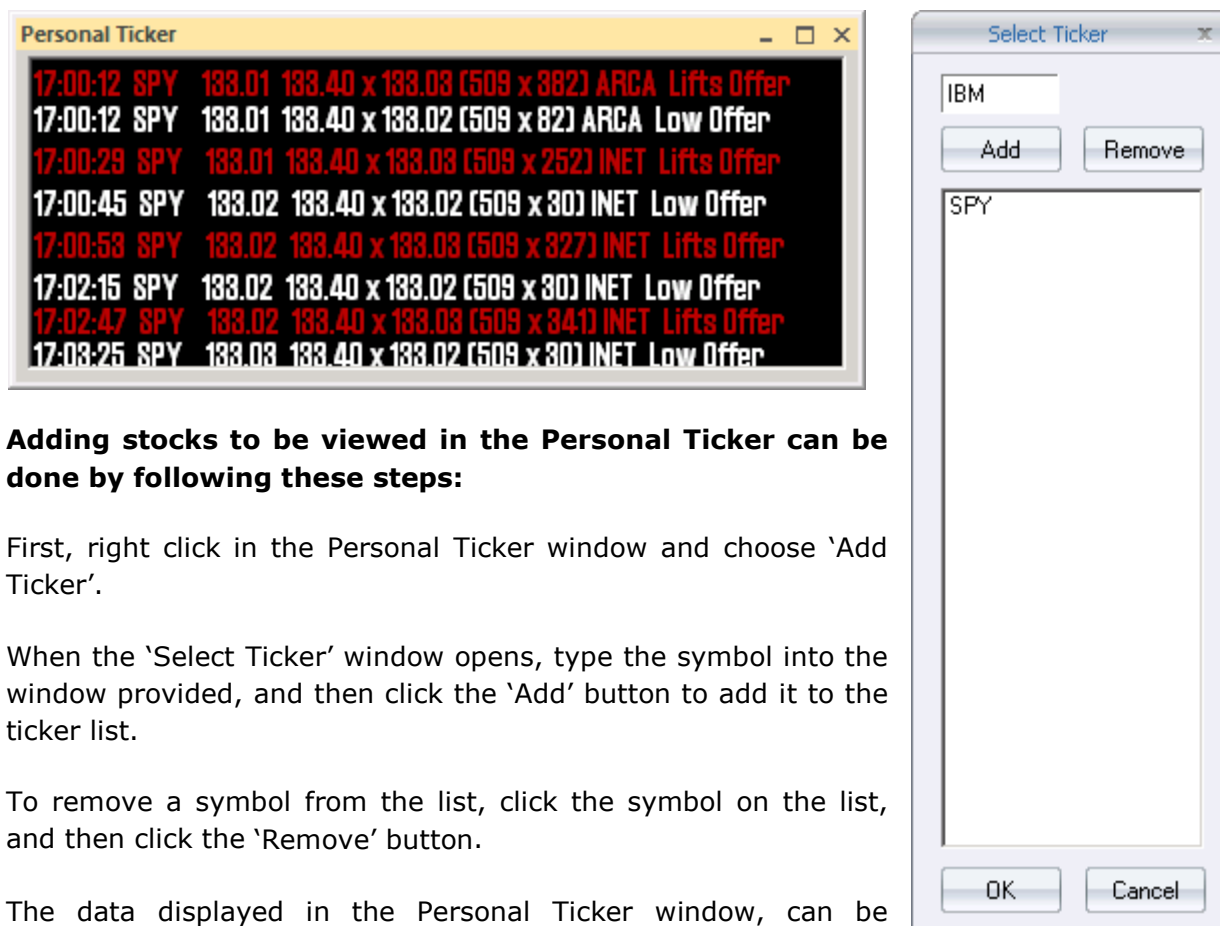 Personal Ticker
17:00:12 SPY 133.01 133.40 x 133.03 (509 x 382) ARCA Lifts Offer
17:00:12 SPY 133.01 133.40 x 133.02 (509 x 82) ARCA Low Offer
17:00:29 SPY 133.01 133.40 x 133.03 (509 x 252) INET Lifts Offer
17:00:45 SPY 133.02 133.40 x 133.02 (509 x 30) INET Low Offer
17:00:53 SPY 133.02 133.40 x 133.03 (509 x 327) INET Lifts Offer
17:02:15 SPY 133.02 133.40 x 133.02 (509 x 30) INET Low Offer
17:02:47 SPY 133.02 133.40 x 133.03 (509 x 341) INET Lifts Offer
17:03:25 SPY 133.03 133.40 x 133.02 (509 x 30) INET Low Offer
Adding stocks to be viewed in the Personal Ticker can be
done by following these steps:
First, right click in the Personal Ticker window and choose ‘Add
Ticker’.
When the ‘Select Ticker’ window opens, type the symbol into the
window provided, and then click the ‘Add’ button to add it to the
ticker list.
To remove a symbol from the list, click the symbol on the list,
and then click the ‘Remove’ button.
The data displayed in the Personal Ticker window, can be
Select Ticker
IBM
Add Remove
SPY
OK Cancel